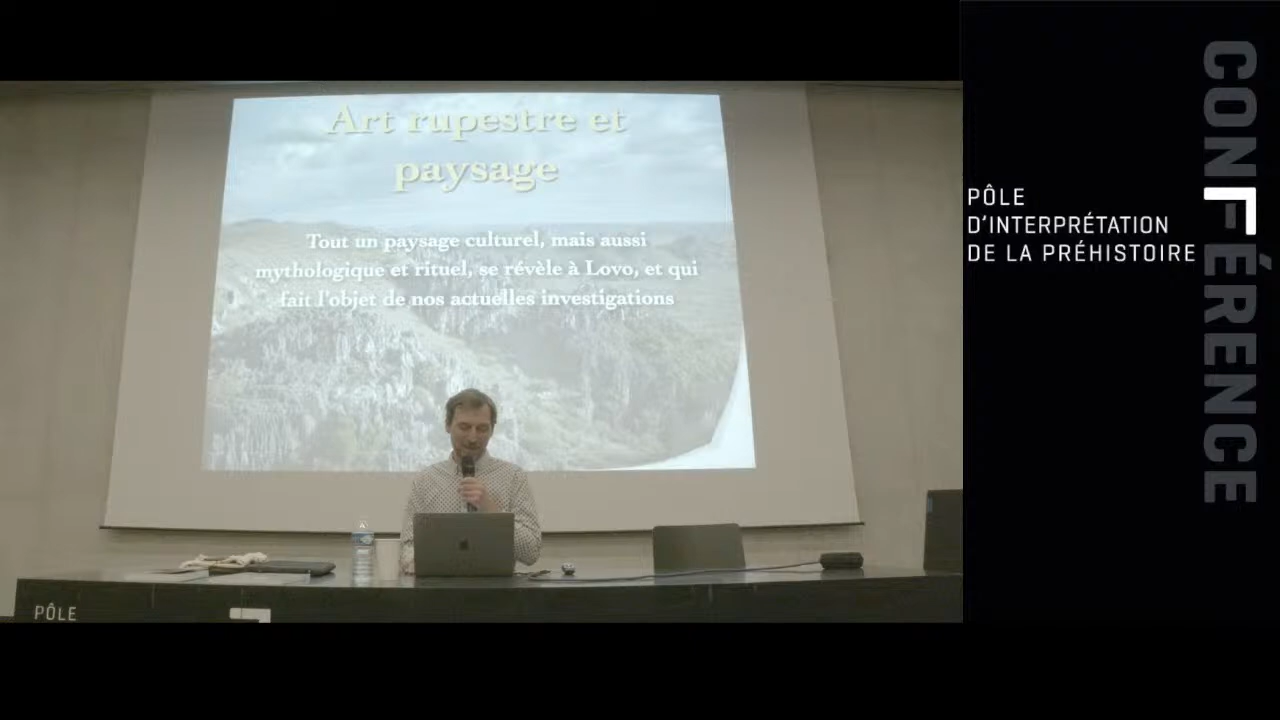 Art rupestre et
paysage
Tout un paysage culturel, mais aussi
mythologique et rituel, se révèle à Lovo, et qui
fait l'objet de nos actuelles investigations
PÔLE
PÔLE
D'INTERPRÉTATION
DE LA PRÉHISTOIRE
CONFÉRENCE